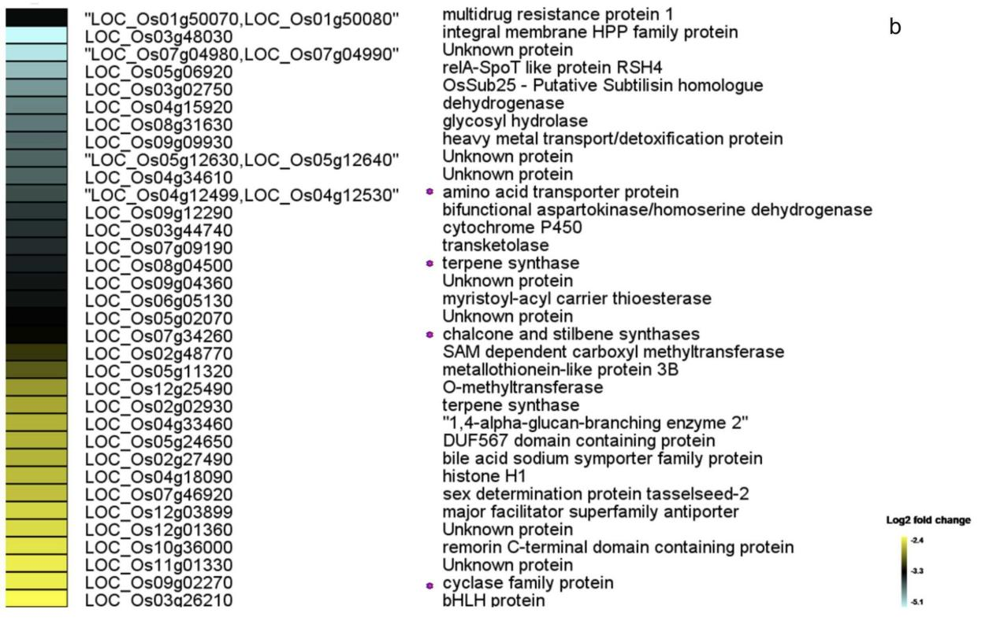 "LOC_Os01g50070,LOC_Os01g50080" multidrug resistance protein 1
b
LOC_Os03g48030 integral membrane HPP family protein
"LOC_Os07g04980,LOC_Os07g04990" Unknown protein
LOC_Os05g06920 relA-SpoT like protein RSH4
LOC_Os03g02750 OsSub25 - Putative Subtilisin homologue
LOC_Os04g15920 dehydrogenase
LOC_Os08g31630 glycosyl hydrolase
LOC_Os09g09930 heavy metal transport/detoxification protein
"LOC_Os05g12630,LOC_Os05g12640" Unknown protein
LOC_Os04g34610 Unknown protein
"LOC_Os04g12499,LOC_Os04g12530" amino acid transporter protein
LOC_Os09g12290 bifunctional aspartokinase/homoserine dehydrogenase
LOC_Os03g44740 cytochrome P450
LOC_Os07g09190 transketolase
LOC_Os08g04500 terpene synthase
LOC_Os09g04360 Unknown protein
LOC_Os06g05130 myristoyl-acyl carrier thioesterase
LOC_Os05g02070 Unknown protein
LOC_Os07g34260 chalcone and stilbene synthases
LOC_Os02g48770 SAM dependent carboxyl methyltransferase
LOC_Os05g11320 metallothionein-like protein 3B
LOC_Os12g25490 O-methyltransferase
LOC_Os02g02930 terpene synthase
LOC_Os04g33460 "1,4-alpha-glucan-branching enzyme 2"
LOC_Os05g24650 DUF567 domain containing protein
LOC_Os02g27490 bile acid sodium symporter family protein
LOC_Os04g18090 histone H1
LOC_Os07g46920 sex determination protein tasselseed-2
LOC_Os12g03899 major facilitator superfamily antiporter
LOC_Os12g01360 Unknown protein
LOC_Os10g36000 remorin C-terminal domain containing protein
LOC_Os11g01330 Unknown protein
LOC_Os09g02270 cyclase family protein
LOC_Os03g26210 bHLH protein
Log2 fold change
-2.4
-3.3
-5.1